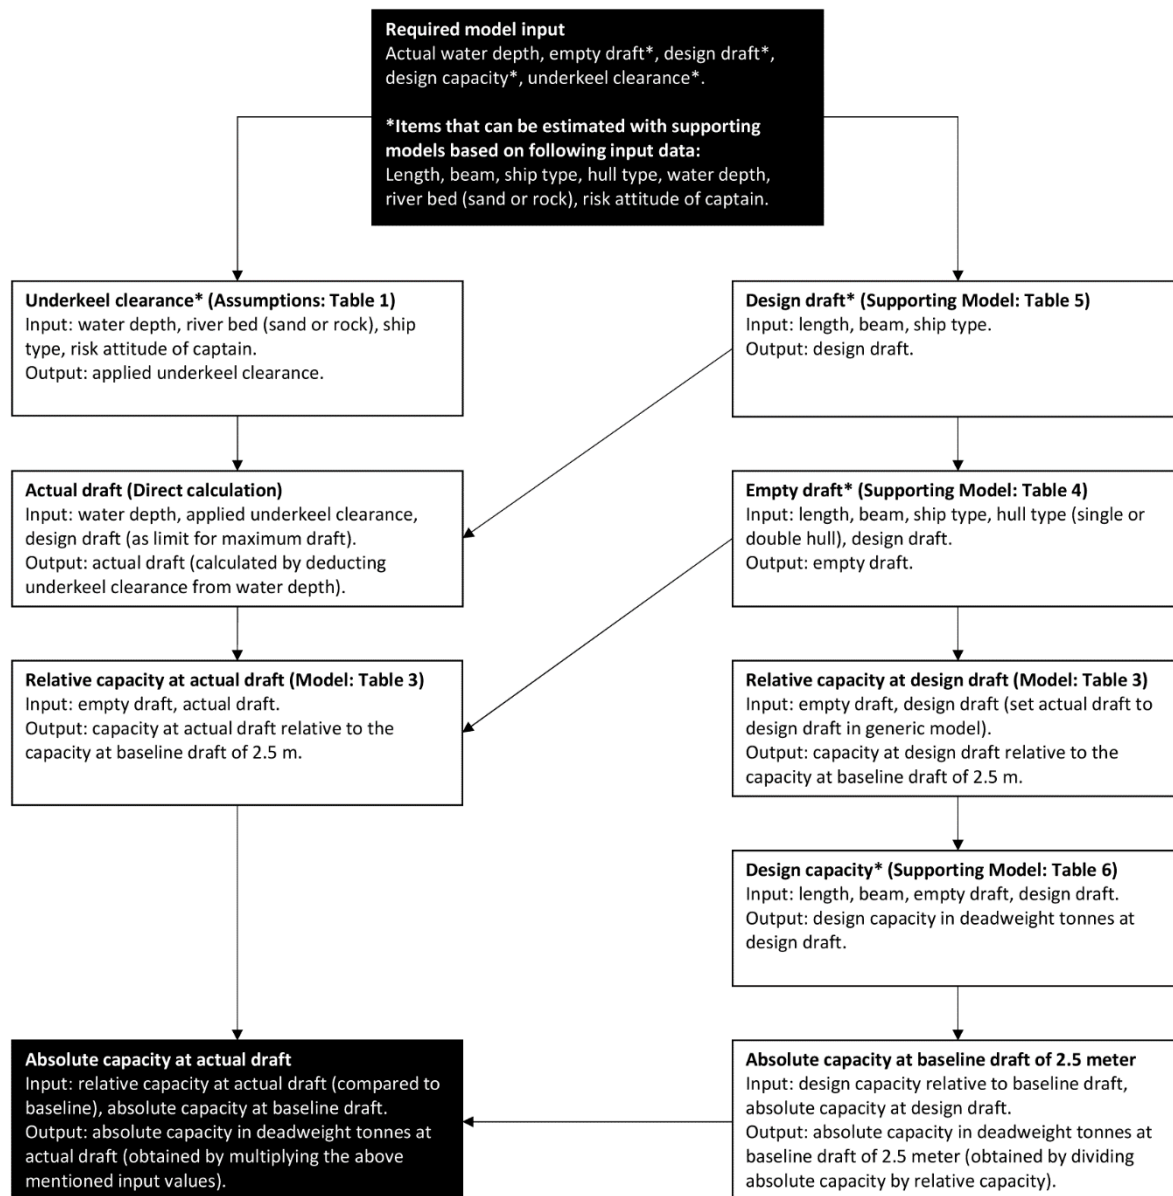 Required model input
Actual water depth, empty draft*, design draft*,
design capacity*, underkeel clearance*.
*Items that can be estimated with supporting
models based on following input data:
Length, beam, ship type, hull type, water depth,
river bed (sand or rock), risk attitude of captain.
Underkeel clearance* (Assumptions: Table 1)
Input: water depth, river bed (sand or rock), ship
type, risk attitude of captain.
Output: applied underkeel clearance.
Design draft* (Supporting Model: Table 5)
Input: length, beam, ship type.
Output: design draft.
Actual draft (Direct calculation)
Input: water depth, applied underkeel clearance,
design draft (as limit for maximum draft).
Output: actual draft (calculated by deducting
underkeel clearance from water depth).
Empty draft* (Supporting Model: Table 4)
Input: length, beam, ship type, hull type (single or
double hull), design draft.
Output: empty draft.
Relative capacity at actual draft (Model: Table 3)
Input: empty draft, actual draft.
Output: capacity at actual draft relative to the
capacity at baseline draft of 2.5 m.
Relative capacity at design draft (Model: Table 3)
Input: empty draft, design draft (set actual draft to
design draft in generic model).
Output: capacity at design draft relative to the
capacity at baseline draft of 2.5 m.
Design capacity* (Supporting Model: Table 6)
Input: length, beam, empty draft, design draft.
Output: design capacity in deadweight tonnes at
design draft.
Absolute capacity at actual draft
Input: relative capacity at actual draft (compared to
baseline), absolute capacity at baseline draft.
Output: absolute capacity in deadweight tonnes at
actual draft (obtained by multiplying the above
mentioned input values).
Absolute capacity at baseline draft of 2.5 meter
Input: design capacity relative to baseline draft,
absolute capacity at design draft.
Output: absolute capacity in deadweight tonnes at
baseline draft of 2.5 meter (obtained by dividing
absolute capacity by relative capacity).